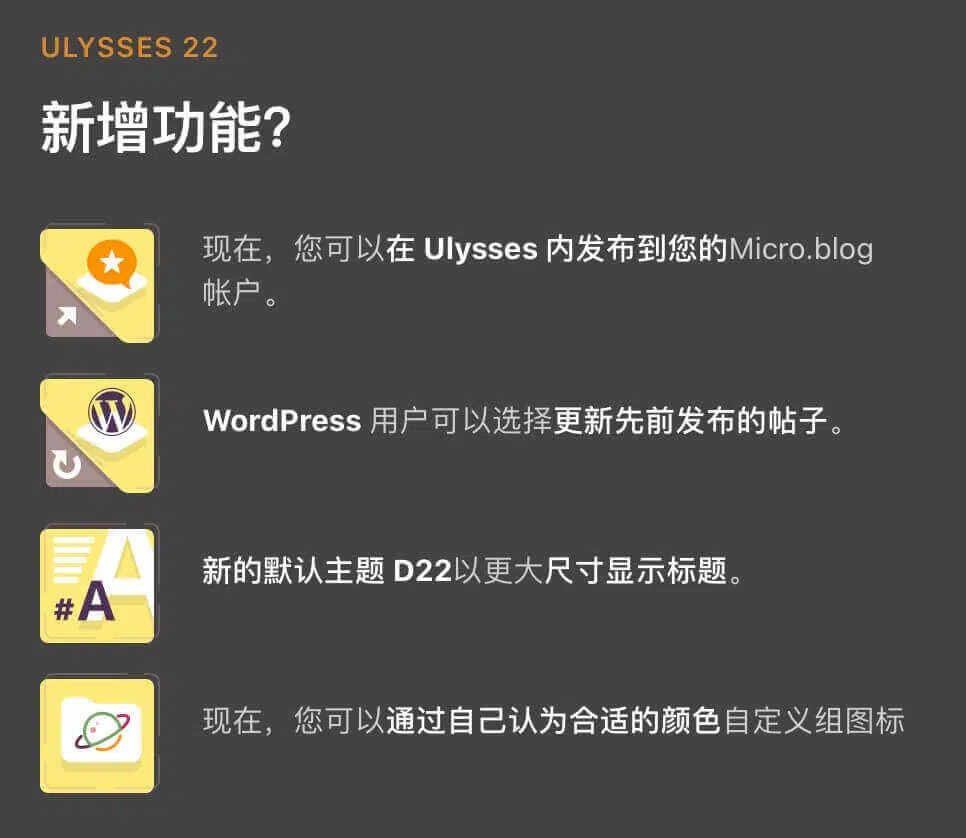 ULYSSES 22
新增功能?
现在，您可以在 Ulysses 内发布到您的Micro.blog
帐户。
WordPress 用户可以选择更新先前发布的帖子。
新的默认主题 D22以更大尺寸显示标题。
#A
现在，您可以通过自己认为合适的颜色自定义组图标